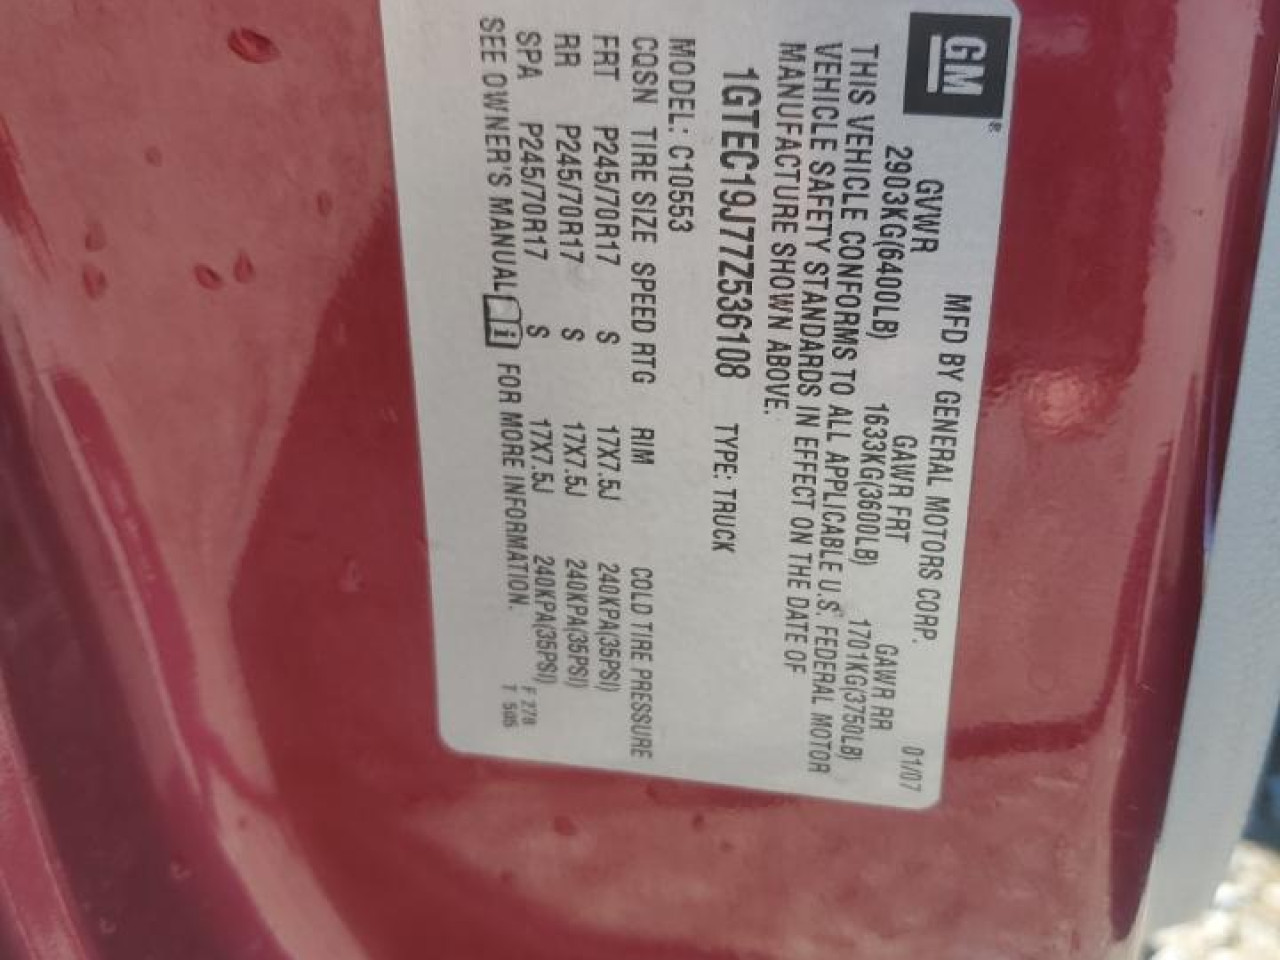 GM®
MFD BY GENERAL MOTORS CORP. 01/07
GVWR GAWR FRT GAWR RR
2903KG(6400LB) 1633KG(3600LB) 1701KG(3750LB)
THIS VEHICLE CONFORMS TO ALL APPLICABLE U.S. FEDERAL MOTOR
VEHICLE SAFETY STANDARDS IN EFFECT ON THE DATE OF
MANUFACTURE SHOWN ABOVE.
1GTEC19J77Z536108 TYPE: TRUCK
MODEL: C10553
CQSN TIRE SIZE SPEED RTG RIM COLD TIRE PRESSURE
FRT P245/70R17 S 17X7.5J 240KPA(35PSI)
RR P245/70R17 S 17X7.5J 240KPA(35PSI)
SPA P245/70R17 S 17X7.5J 240KPA(35PSI) F 278
SEE OWNER'S MANUAL i FOR MORE INFORMATION. T 505